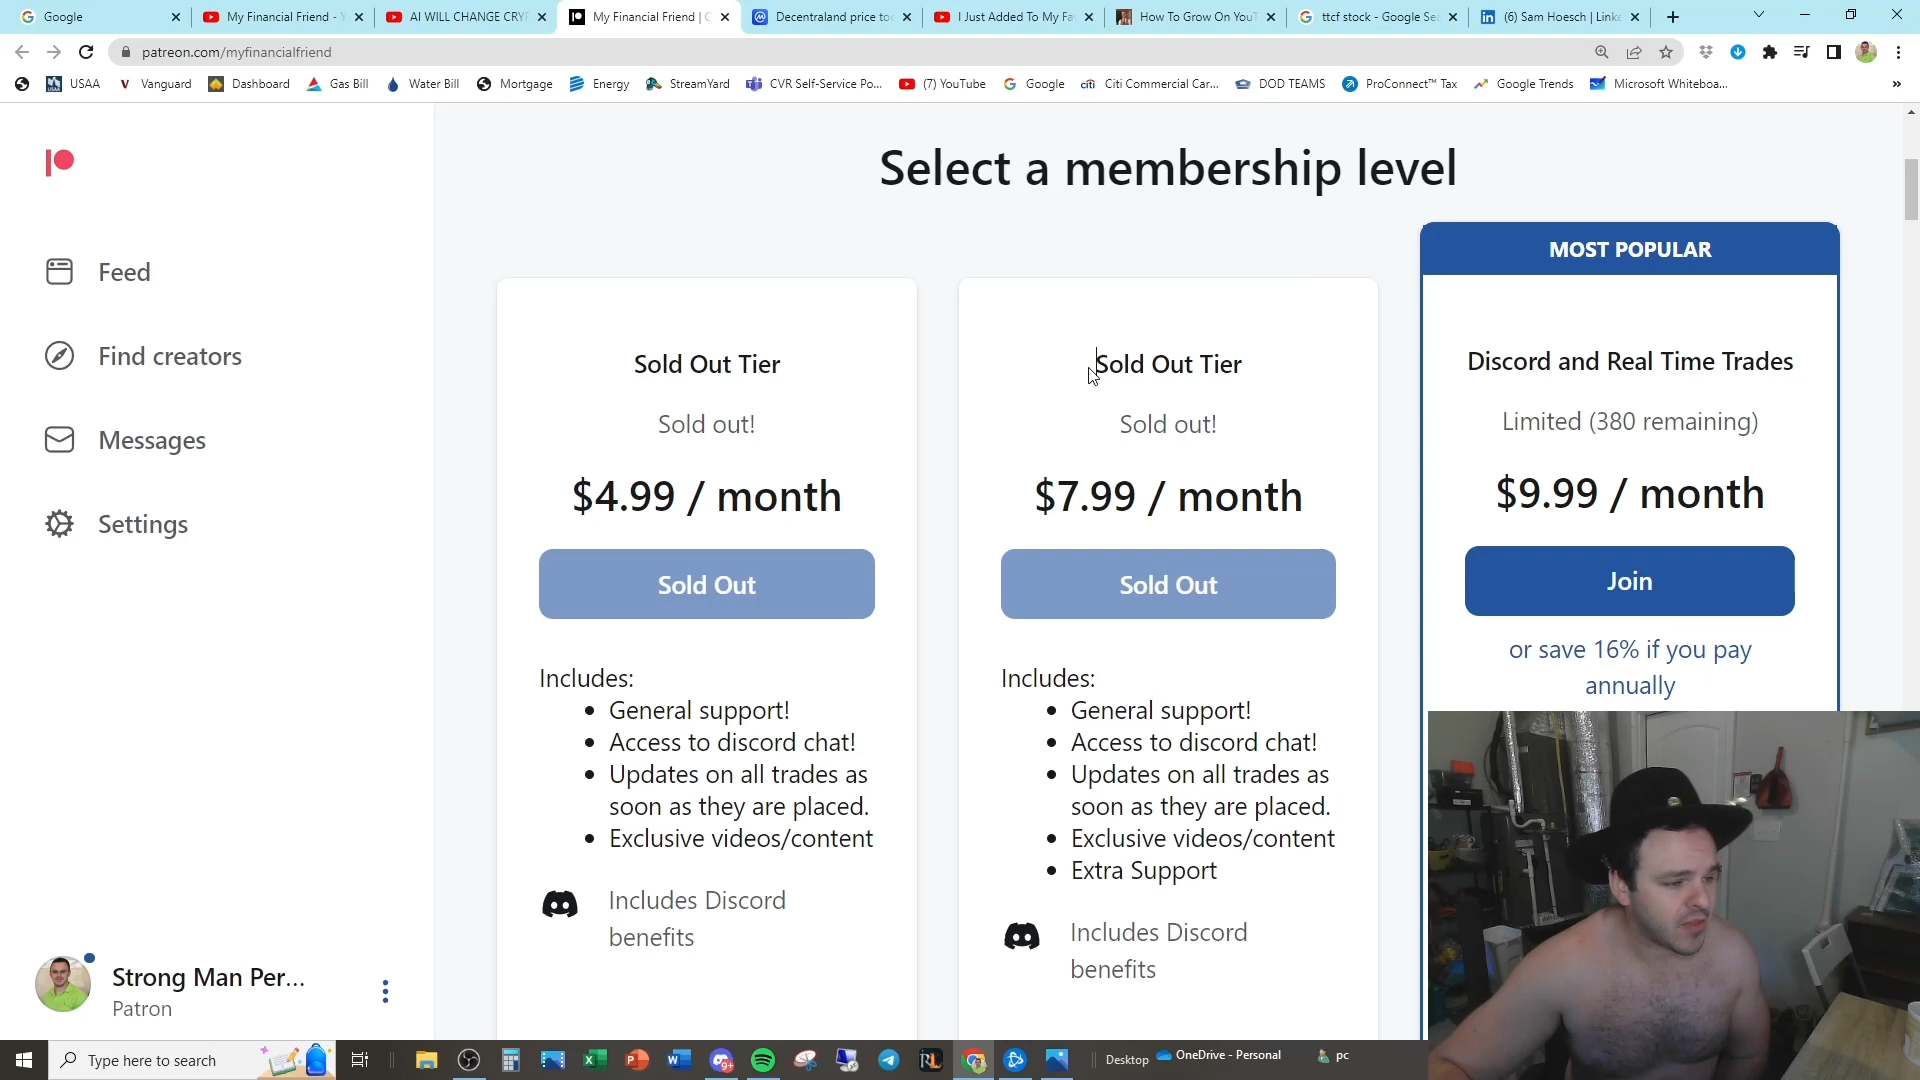 Google
My Financial Friend - Y
AI WILL CHANGE CRYP
My Financial Friend | C
Decentraland price to
I Just Added To My Fa
How To Grow On YouT
ttcf stock - Google Se
(6) Sam Hoesch | Linke
patreon.com/myfinancialfriend
USAA
Vanguard
Dashboard
Gas Bill
Water Bill
Mortgage
Energy
StreamYard
CVR Self-Service Po...
(7) YouTube
Google
Citi Commercial Car...
DOD TEAMS
ProConnect™ Tax
Google Trends
Microsoft Whiteboa...
Feed
Find creators
Messages
Settings
Strong Man Per...
Patron
Select a membership level
Sold Out Tier
Sold out!
$4.99 / month
Sold Out
Includes:
General support!
Access to discord chat!
Updates on all trades as
soon as they are placed.
Exclusive videos/content
Includes Discord
benefits
Sold Out Tier
Sold out!
$7.99 / month
Sold Out
Includes:
General support!
Access to discord chat!
Updates on all trades as
soon as they are placed.
Exclusive videos/content
Extra Support
Includes Discord
benefits
MOST POPULAR
Discord and Real Time Trades
Limited (380 remaining)
$9.99 / month
Join
or save 16% if you pay
annually
Type here to search
Desktop
OneDrive - Personal
pc